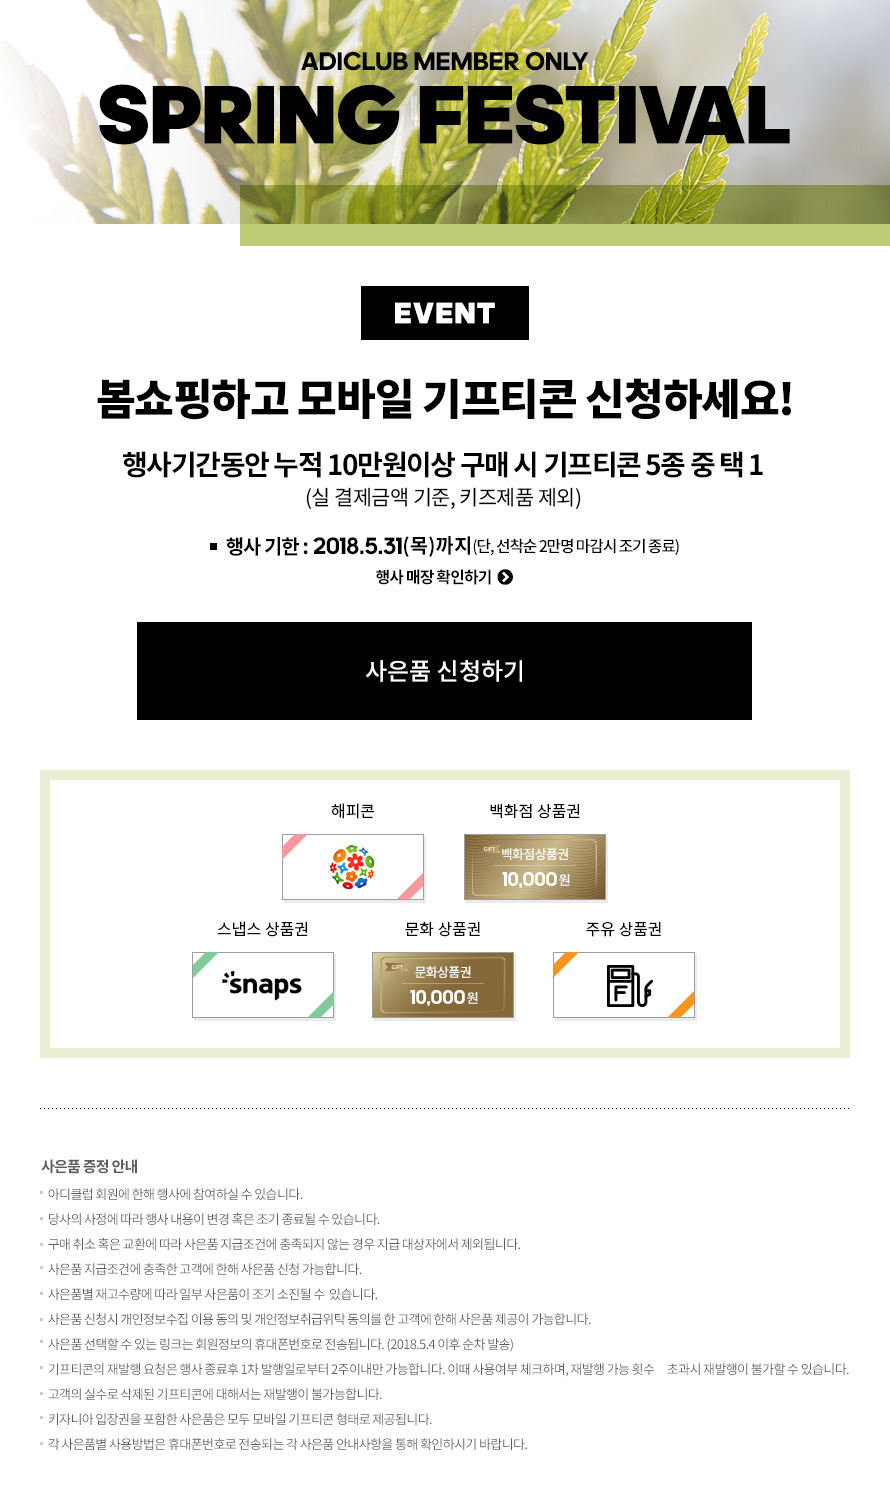 ADICLUB MEMBER ONLY
SPRING FESTIVAL
EVENT
봄쇼핑하고 모바일 기프티콘 신청하세요!
행사기간동안 누적 10만원이상 구매 시 기프티콘 5종 중 택 1
(실 결제금액 기준, 키즈제품 제외)
행사 기한 : 2018.5.31(목)까지(단, 선착순 2만명 마감시 조기 종료)
행사 매장 확인하기
사은품 신청하기
해피콘 백화점 상품권
GIFT 백화점상품권
10,000원
스냅스 상품권 문화 상품권 주유 상품권
snaps GIFT 문화상품권 F
10,000원
사은품 증정 안내
아디클럽 회원에 한해 행사에 참여하실 수 있습니다.
당사의 사정에 따라 행사 내용이 변경 혹은 조기 종료될 수 있습니다.
구매 취소 혹은 교환에 따라 사은품 지급조건에 충족되지 않는 경우 지급 대상자에서 제외됩니다.
사은품 지급조건에 충족한 고객에 한해 사은품 신청 가능합니다.
사은품별 재고수량에 따라 일부 사은품이 조기 소진될 수 있습니다.
사은품 신청시 개인정보수집 이용 동의 및 개인정보취급위탁 동의를 한 고객에 한해 사은품 제공이 가능합니다.
사은품 선택할 수 있는 링크는 회원정보의 휴대폰번호로 전송됩니다. (2018.5.4 이후 순차 발송)
기프티콘의 재발행 요청은 행사 종료후 1차 발행일로부터 2주이내만 가능합니다. 이때 사용여부 체크하며, 재발행 가능 횟수 초과시 재발행이 불가할 수 있습니다.
고객의 실수로 삭제된 기프티콘에 대해서는 재발행이 불가능합니다.
키자니아 입장권을 포함한 사은품은 모두 모바일 기프티콘 형태로 제공됩니다.
각 사은품별 사용방법은 휴대폰번호로 전송되는 각 사은품 안내사항을 통해 확인하시기 바랍니다.